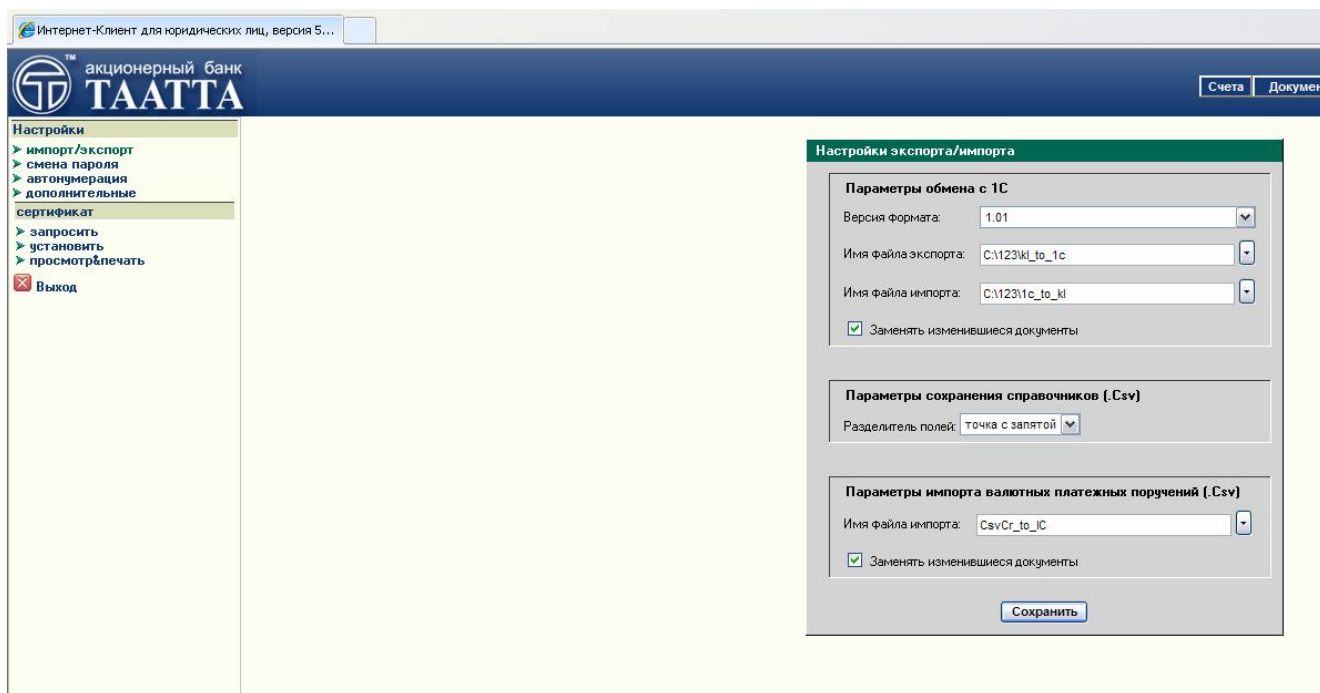 Интернет-Клиент для юридических лиц, версия 5...
TM
акционерный банк
ТААТТА
Счета
Докумен
Настройки
импорт/экспорт
смена пароля
автонумерация
дополнительные
сертификат
запросить
установить
просмотр&печать
Выход
Настройки экспорта/импорта
Параметры обмена с 1С
Версия формата: 1.01
Имя файла экспорта: C:\123\kl_to_1c
Имя файла импорта: C:\123\1c_to_kl
Заменять изменившиеся документы
Параметры сохранения справочников (.Csv)
Разделитель полей: точка с запятой
Параметры импорта валютных платежных поручений (.Csv)
Имя файла импорта: CsvCr_to_IC
Заменять изменившиеся документы
Сохранить